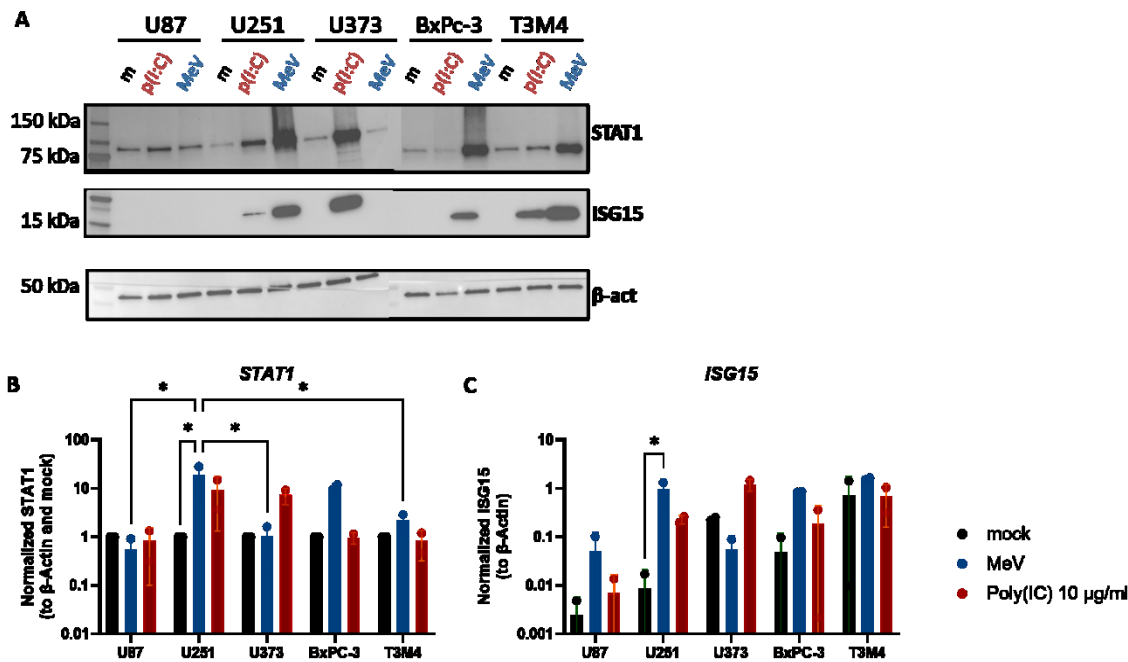 A
U87 U251 U373 BxPc-3 T3M4
m p(I:C) MeV m p(I:C) MeV m p(I:C) MeV m p(I:C) MeV m p(I:C) MeV
150 kDa
STAT1
75 kDa
15 kDa
ISG15
50 kDa
β-act
B
STAT1
* *
* *
Normalized STAT1
(to β-Actin and mock)
100
10
1
0.1
0.01
U87 U251 U373 BxPC-3 T3M4
C
ISG15
*
Normalized ISG15
(to β-Actin)
10
1
0.1
0.01
0.001
U87 U251 U373 BxPC-3 T3M4
mock
MeV
Poly(IC) 10 µg/ml